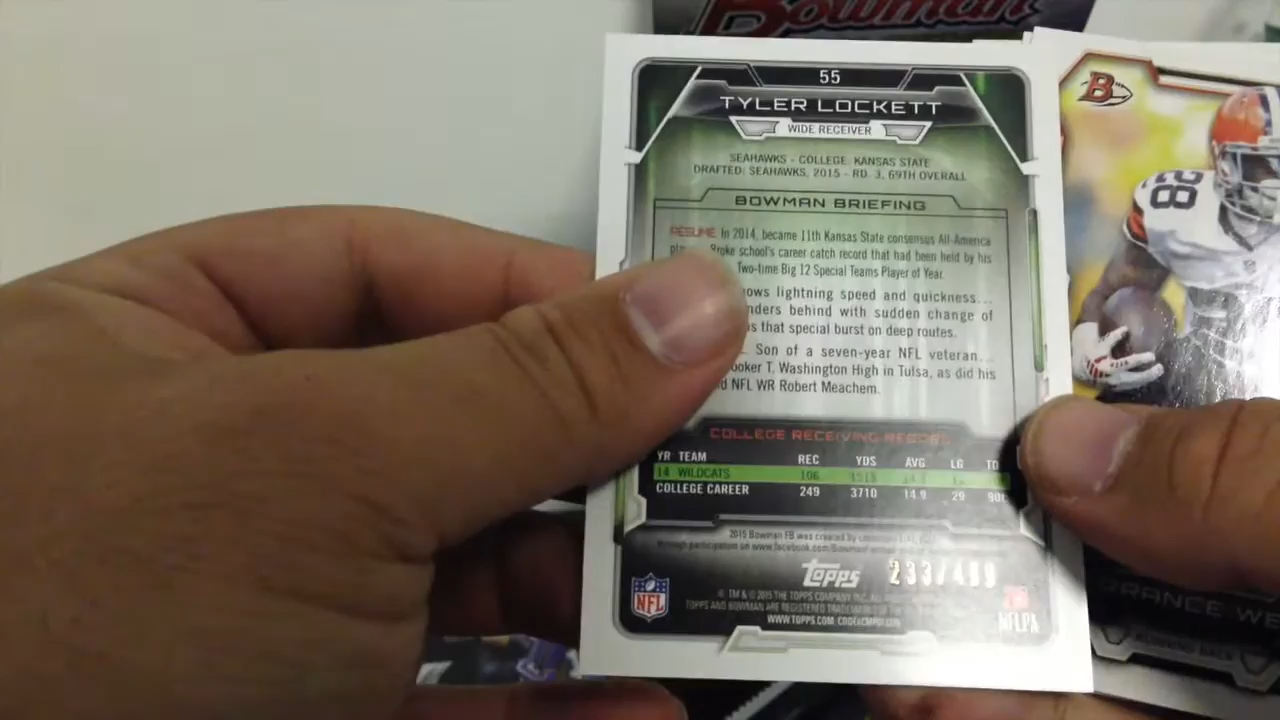 Bowman
55
TYLER LOCKETT
WIDE RECEIVER
SEAHAWKS - COLLEGE: KANSAS STATE
DRAFTED: SEAHAWKS, 2015 - RD. 3, 69TH OVERALL
BOWMAN BRIEFING
RÉSUMÉ In 2014, became 11th Kansas State consensus All-America
Broke school's career catch record that had been held by his
Two-time Big 12 Special Teams Player of Year.
lightning speed and quickness...
behind with sudden change of
that special burst on deep routes.
... Son of a seven-year NFL veteran...
T. Washington High in Tulsa, as did his
NFL WR Robert Meachem.
COLLEGE RECEIVING RECORD
YR TEAM REC YDS AVG LG TD
14 WILDCATS 106 1515
COLLEGE CAREER 249 3710 14.9 29
2015 Bowman FB was created by
through participation on www.facebook.com/Bowman
Topps 233/499
® TM & © 2015 THE TOPPS COMPANY, INC. ALL
TOPPS AND BOWMAN ARE REGISTERED TRADEMARKS OF
WWW.TOPPS.COM
NFL
NFLPA
B
28